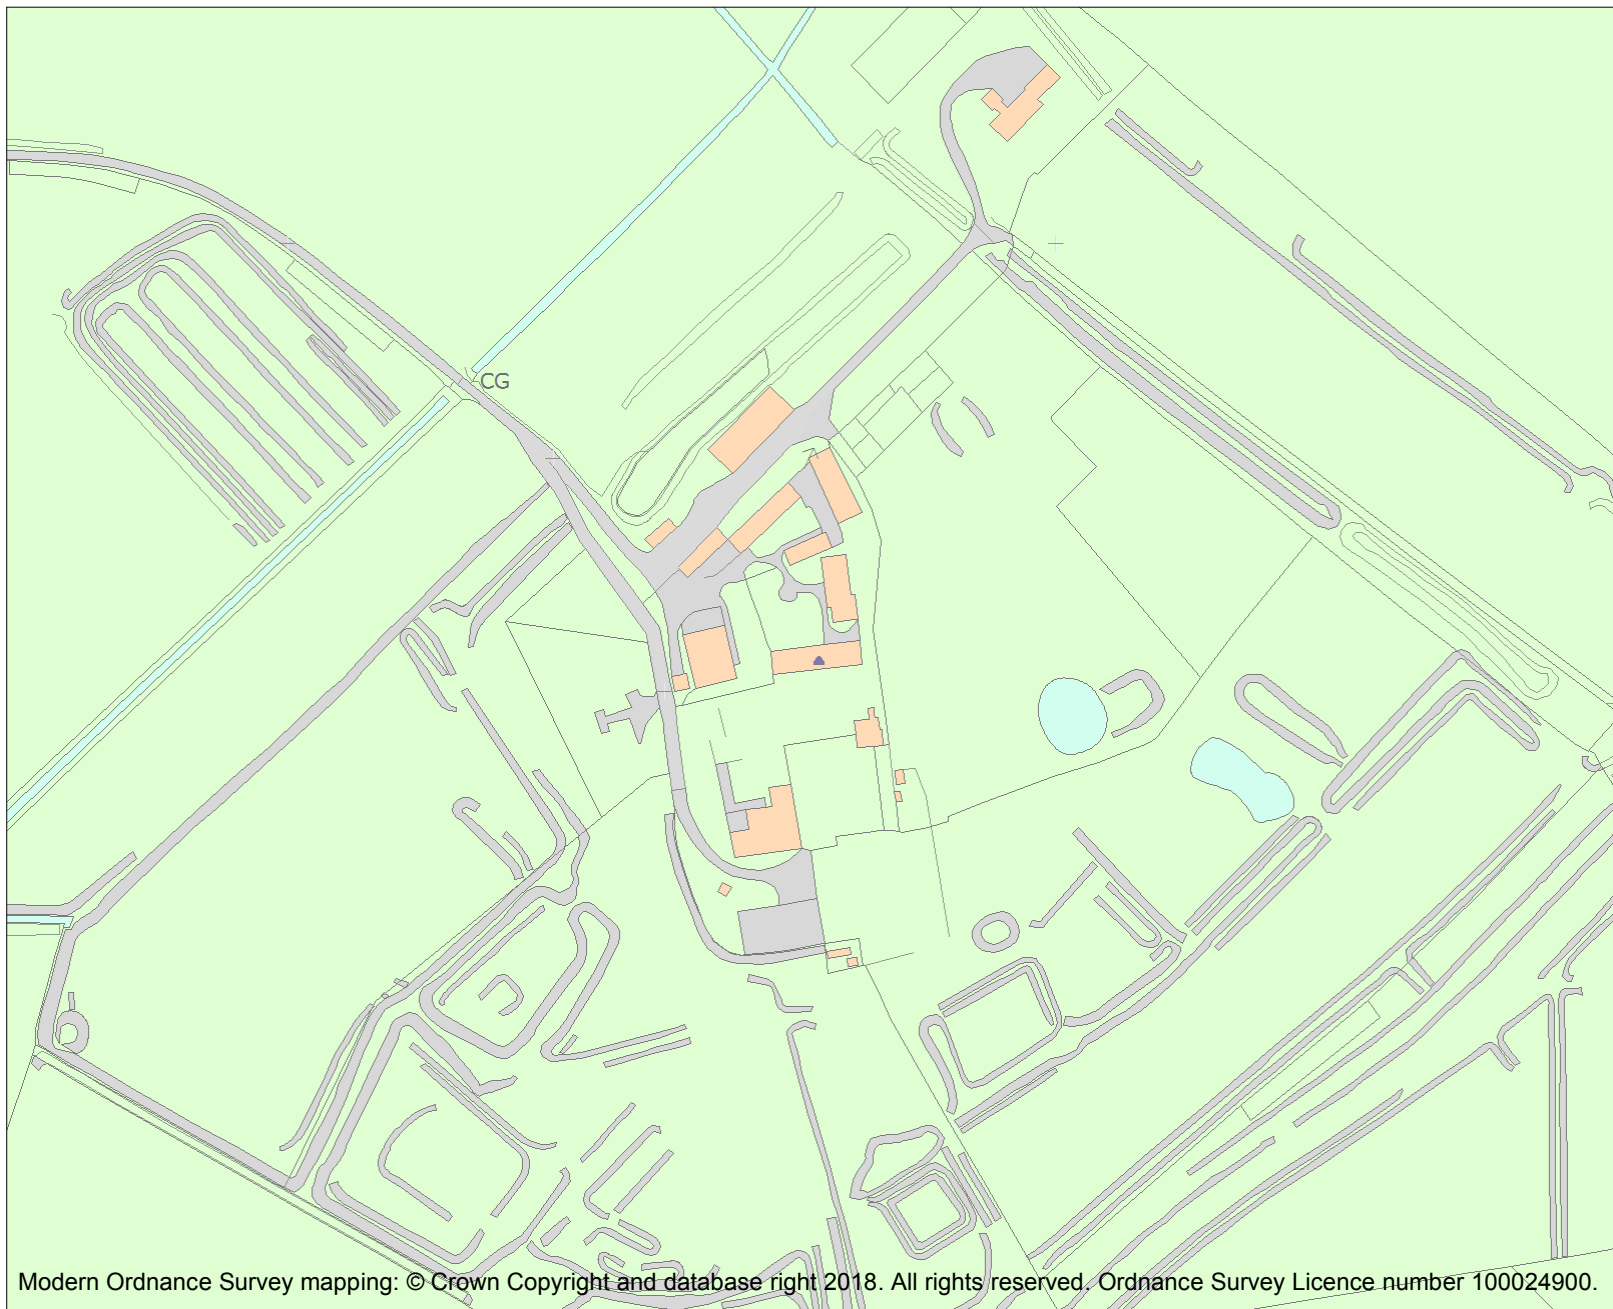 CG
Modern Ordnance Survey mapping: © Crown Copyright and database right 2018. All rights reserved. Ordnance Survey Licence number 100024900.